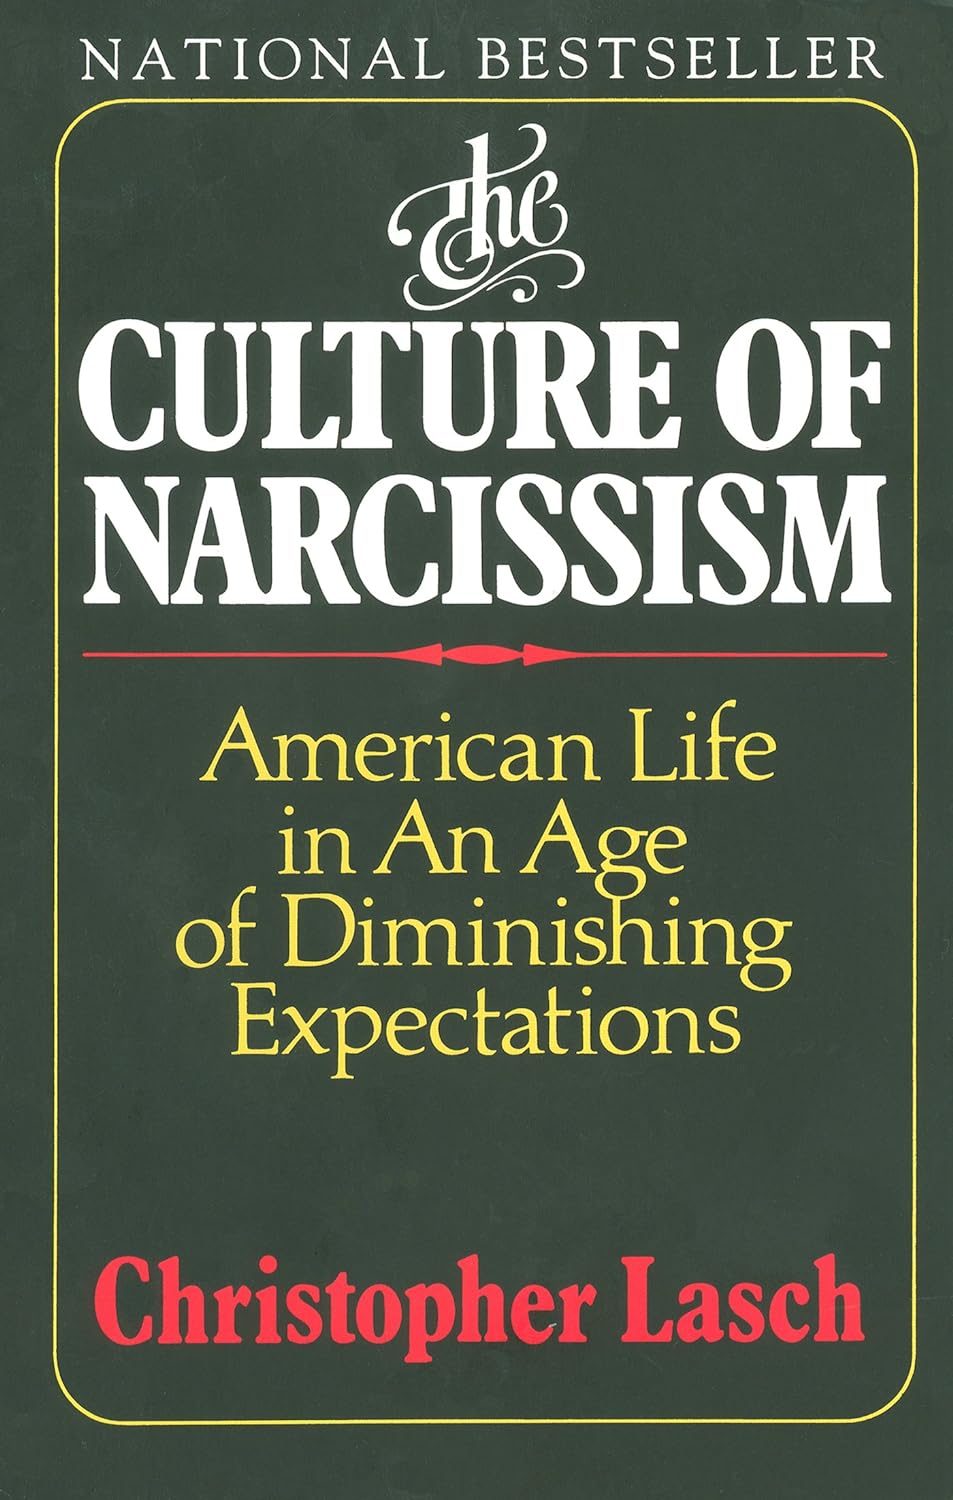 NATIONAL BESTSELLER
The
CULTURE OF
NARCISSISM
American Life
in An Age
of Diminishing
Expectations
Christopher Lasch